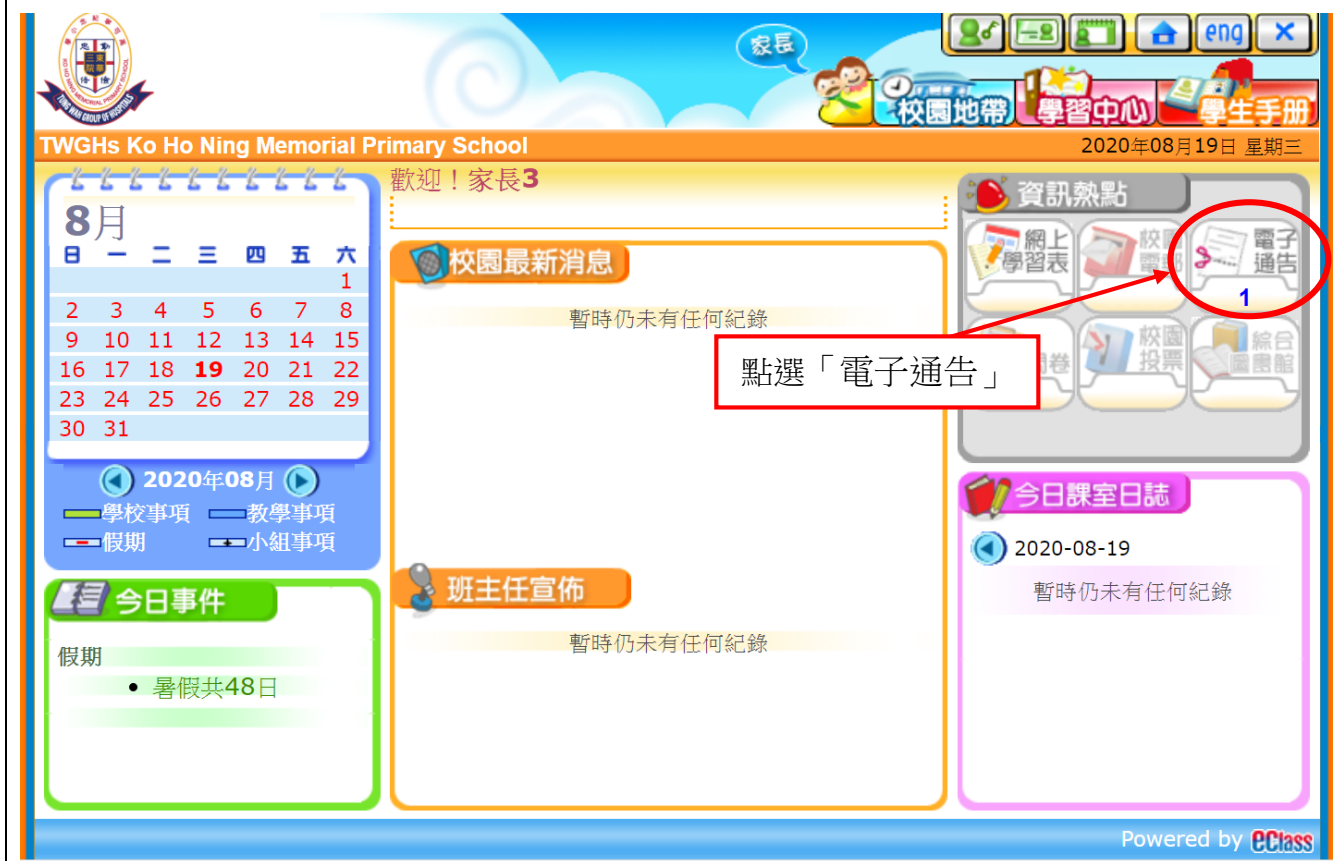 家長
eng
校園地帶
學習中心
學生手册
TWGHs Ko Ho Ning Memorial Primary School
2020年08月19日 星期三
8月
日 一 二 三 四 五 六
1
2 3 4 5 6 7 8
9 10 11 12 13 14 15
16 17 18 19 20 21 22
23 24 25 26 27 28 29
30 31
2020年08月
學校事項 教學事項
假期 小組事項
今日事件
假期
• 暑假共48日
歡迎！家長3
校園最新消息
暫時仍未有任何紀錄
班主任宣佈
暫時仍未有任何紀錄
資訊熱點
網上
學習表
電子
通告
1
點選「電子通告」
校園
投票
綜合
圖書館
今日課室日誌
2020-08-19
暫時仍未有任何紀錄
Powered by eClass